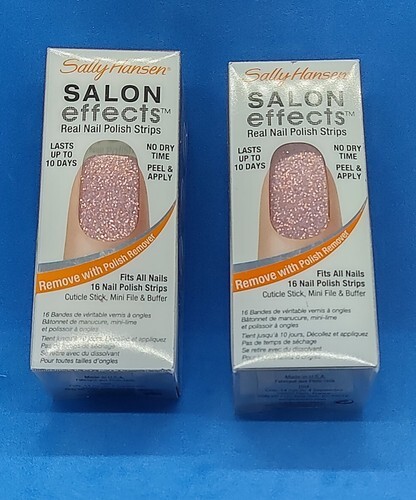 Sally Hansen®
SALON
effects™
Real Nail Polish Strips
LASTS
UP TO
10 DAYS
NO DRY
TIME
PEEL &
APPLY
Remove with Polish Remover
Fits All Nails
16 Nail Polish Strips
Cuticle Stick, Mini File & Buffer
16 Bandes de véritable vernis à ongles
Bâtonnet de manucure, mini-lime
et polissoir à ongles
Tient jusqu'à 10 jours, Décollez et appliquez
Pas de temps de séchage
Se retire avec du dissolvant
Pour toutes tailles d'ongles
Made in U.S.A.
Sally Hansen®
SALON
effects™
Real Nail Polish Strips
LASTS
UP TO
10 DAYS
NO DRY
TIME
PEEL &
APPLY
Remove with Polish Remover
Fits All Nails
16 Nail Polish Strips
Cuticle Stick, Mini File & Buffer
16 Bandes de véritable vernis à ongles
Bâtonnet de manucure, mini-lime
et polissoir à ongles
Tient jusqu'à 10 jours, Décollez et appliquez
Pas de temps de séchage
Se retire avec du dissolvant
Pour toutes tailles d'ongles
Made in U.S.A.